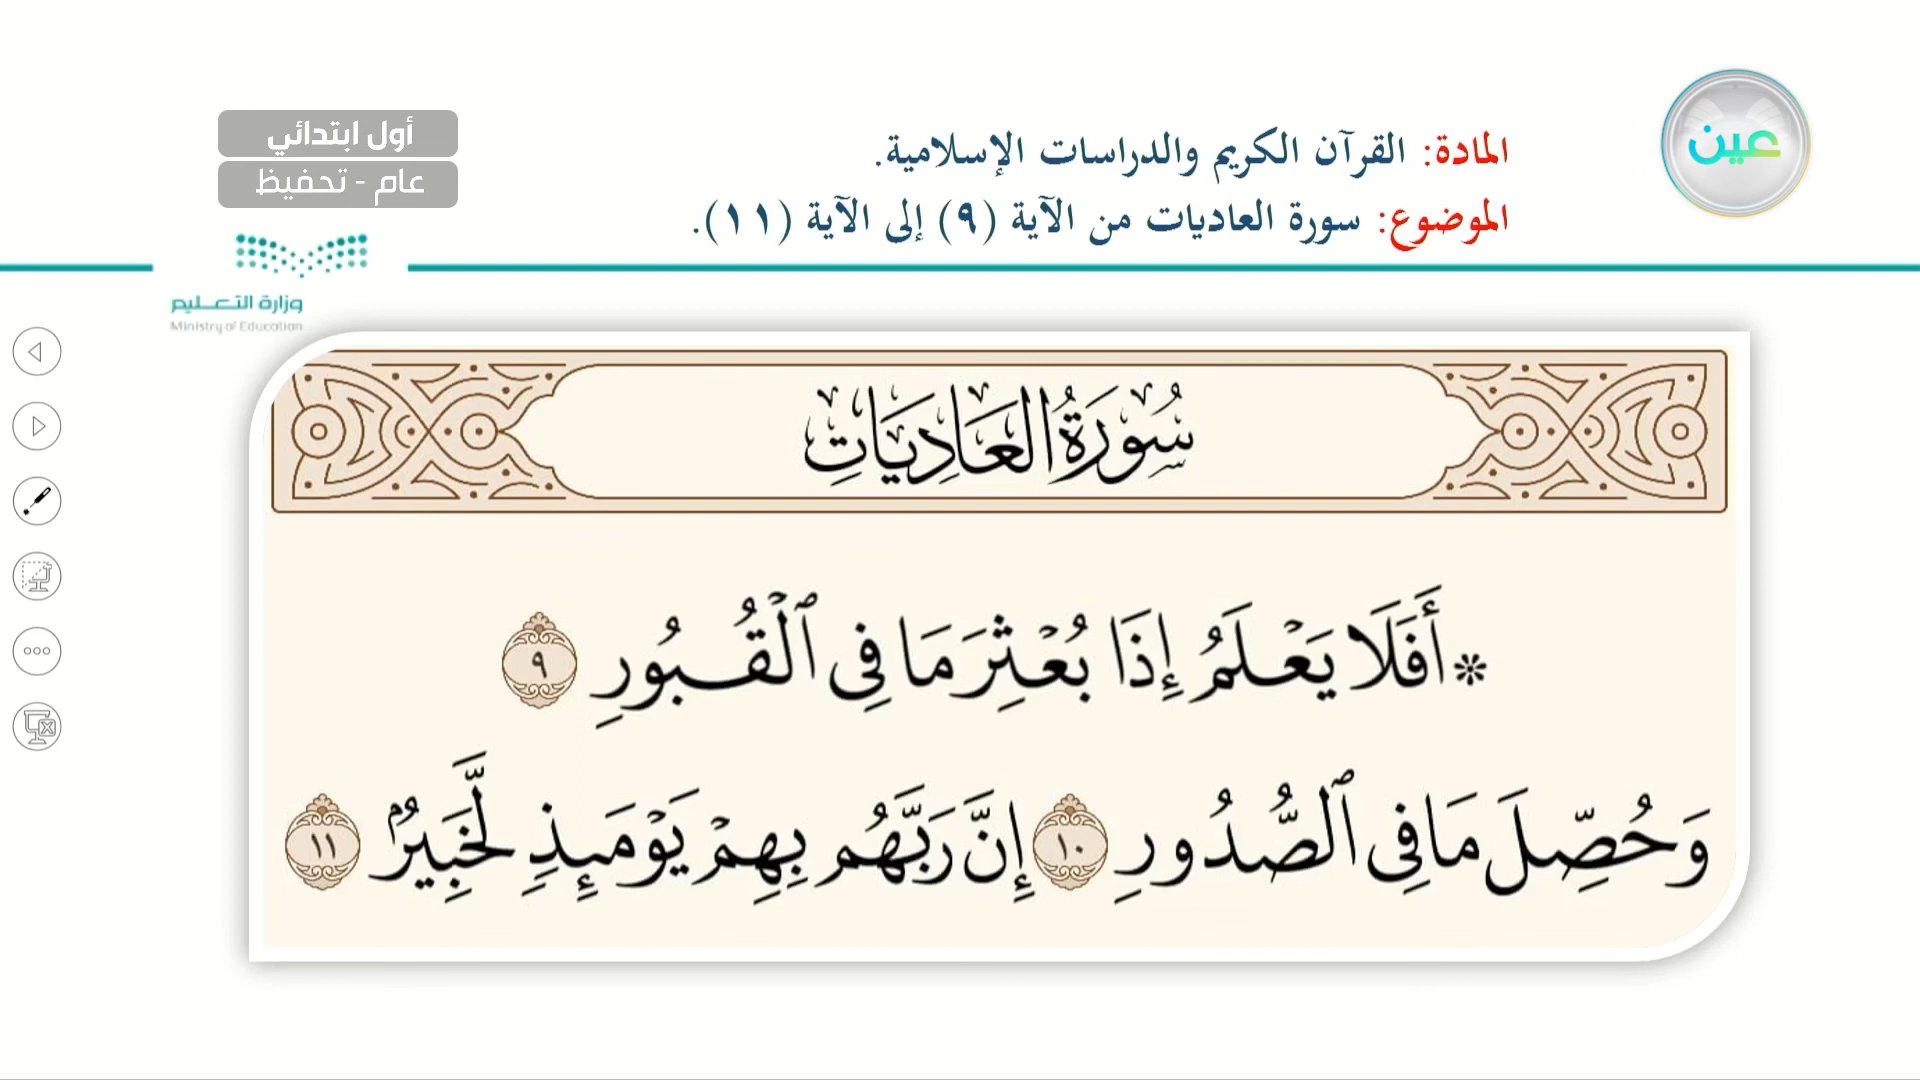 المادة: القرآن الكريم والدراسات الإسلامية.
الموضوع: سورة العاديات من الآية (٩) إلى الآية (١١).
عين
أول ابتدائي
عام - تحفيظ
وزارة التعليم
Ministry of Education
سُورَةُ العَادِيَاتِ
* أَفَلَا يَعۡلَمُ إِذَا بُعۡثِرَ مَا فِي ٱلۡقُبُورِ ٩
وَحُصِّلَ مَا فِي ٱلصُّدُورِ ١٠ إِنَّ رَبَّهُم بِهِمۡ يَوۡمَئِذٖ لَّخَبِيرُۢ ١١